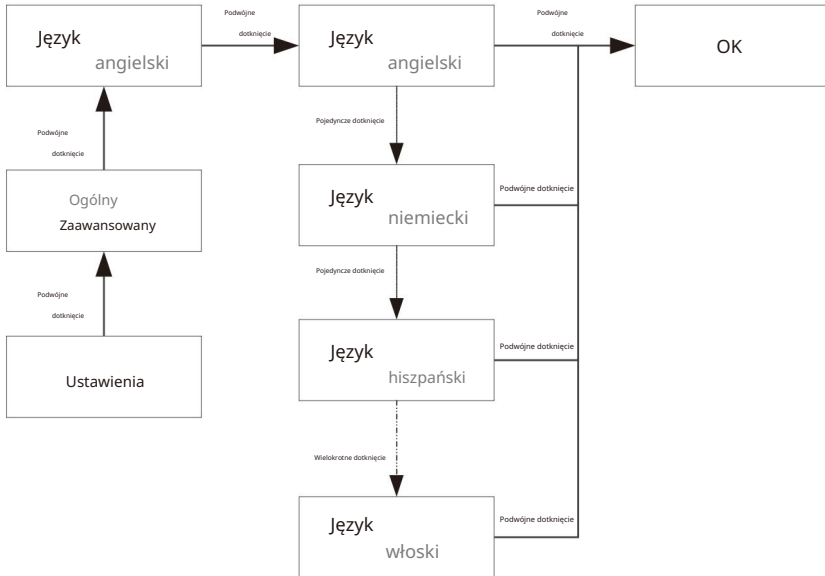 Język
angielski
Podwójne
dotknięcie
Język
angielski
Podwójne
dotknięcie
OK
Podwójne
dotknięcie
Pojedyncze dotknięcie
Ogólny
Zaawansowany
Język
niemiecki
Podwójne dotknięcie
Podwójne
dotknięcie
Pojedyncze dotknięcie
Ustawienia
Język
hiszpański
Podwójne dotknięcie
Wielokrotne dotknięcie
Język
włoski
Podwójne dotknięcie